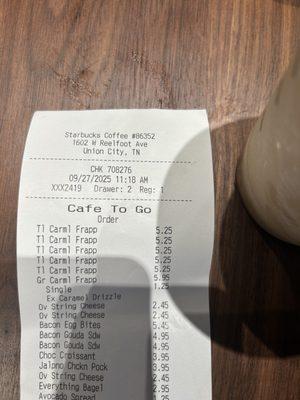 Starbucks Coffee #86352
1602 W Reelfoot Ave
Union City, TN
CHK 708276
09/27/2025 11:18 AM
XXX2419 Drawer: 2 Reg: 1
Cafe To Go
Order
Tl Carml Frapp 5.25
Tl Carml Frapp 5.25
Tl Carml Frapp 5.25
Tl Carml Frapp 5.25
Tl Carml Frapp 5.25
Gr Carml Frapp 5.95
Single 1.25
Ex Caramel Drizzle
Ov String Cheese 2.45
Ov String Cheese 2.45
Bacon Egg Bites 5.45
Bacon Gouda Sdw 4.95
Bacon Gouda Sdw 4.95
Choc Croissant 3.95
Jalpno Chckn Pock 3.95
Ov String Cheese 2.45
Everything Bagel 2.95
Avocado Spread